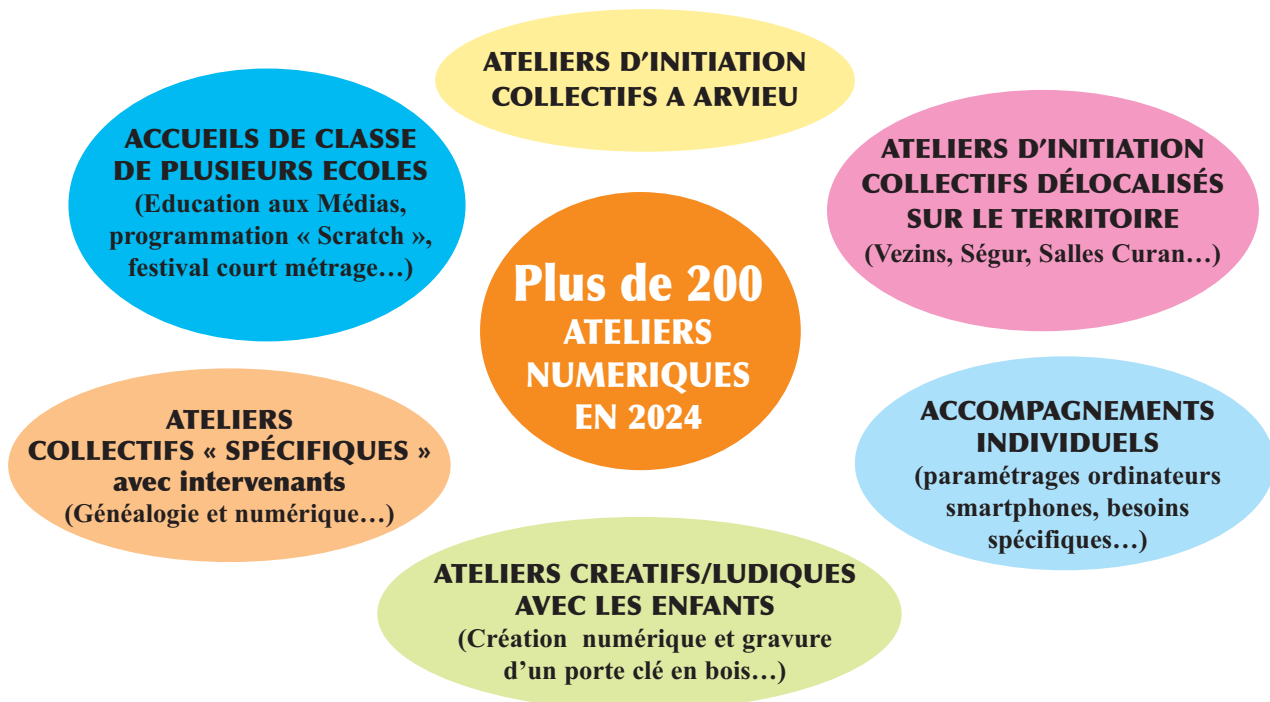 ATELIERS D'INITIATION
COLLECTIFS A ARVIEU
ACCUEILS DE CLASSE
DE PLUSIEURS ECOLES
(Education aux Médias,
programmation « Scratch »,
festival court métrage…)
ATELIERS D'INITIATION
COLLECTIFS DÉLOCALISÉS
SUR LE TERRITOIRE
(Vezins, Ségur, Salles Curan…)
Plus de 200
ATELIERS
NUMERIQUES
EN 2024
ATELIERS
COLLECTIFS « SPÉCIFIQUES »
avec intervenants
(Généalogie et numérique…)
ACCOMPAGNEMENTS
INDIVIDUELS
(paramétrages ordinateurs
smartphones, besoins
spécifiques…)
ATELIERS CREATIFS/LUDIQUES
AVEC LES ENFANTS
(Création numérique et gravure
d'un porte clé en bois…)